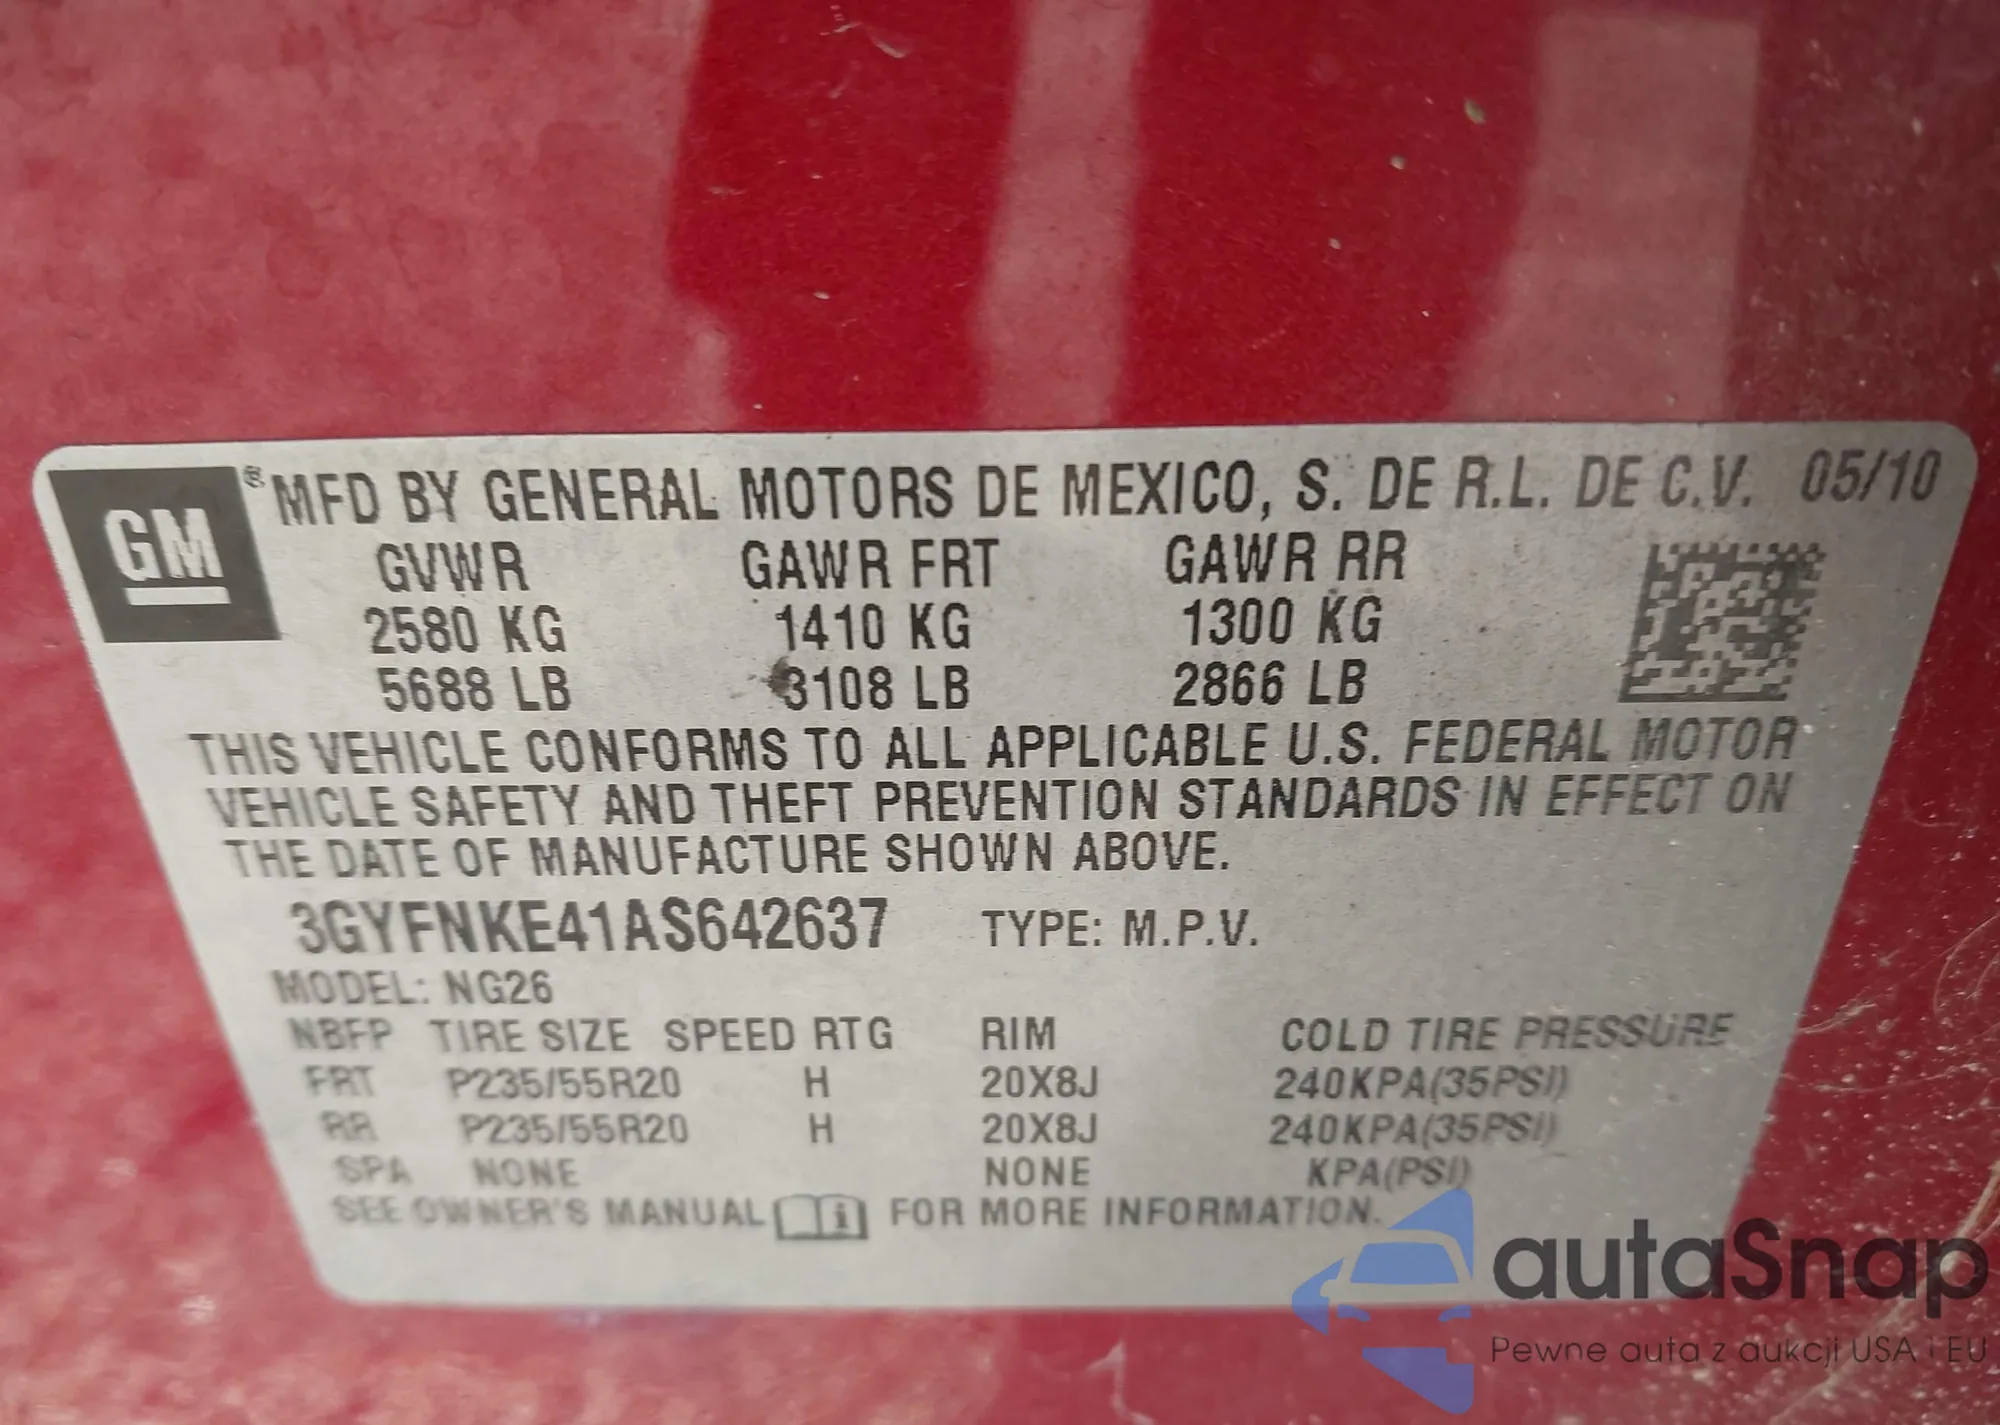 GM ® MFD BY GENERAL MOTORS DE MEXICO, S. DE R.L. DE C.V. 05/10
GVWR GAWR FRT GAWR RR
2580 KG 1410 KG 1300 KG
5688 LB 3108 LB 2866 LB
THIS VEHICLE CONFORMS TO ALL APPLICABLE U.S. FEDERAL MOTOR
VEHICLE SAFETY AND THEFT PREVENTION STANDARDS IN EFFECT ON
THE DATE OF MANUFACTURE SHOWN ABOVE.
3GYFNKE41AS642637 TYPE: M.P.V.
MODEL: NG26
NBFP TIRE SIZE SPEED RTG RIM COLD TIRE PRESSURE
FRT P235/55R20 H 20X8J 240KPA(35PSI)
RR P235/55R20 H 20X8J 240KPA(35PSI)
SPA NONE NONE KPA(PSI)
SEE OWNER'S MANUAL i FOR MORE INFORMATION.
autaSnap
Pewne auta z aukcji USA i EU